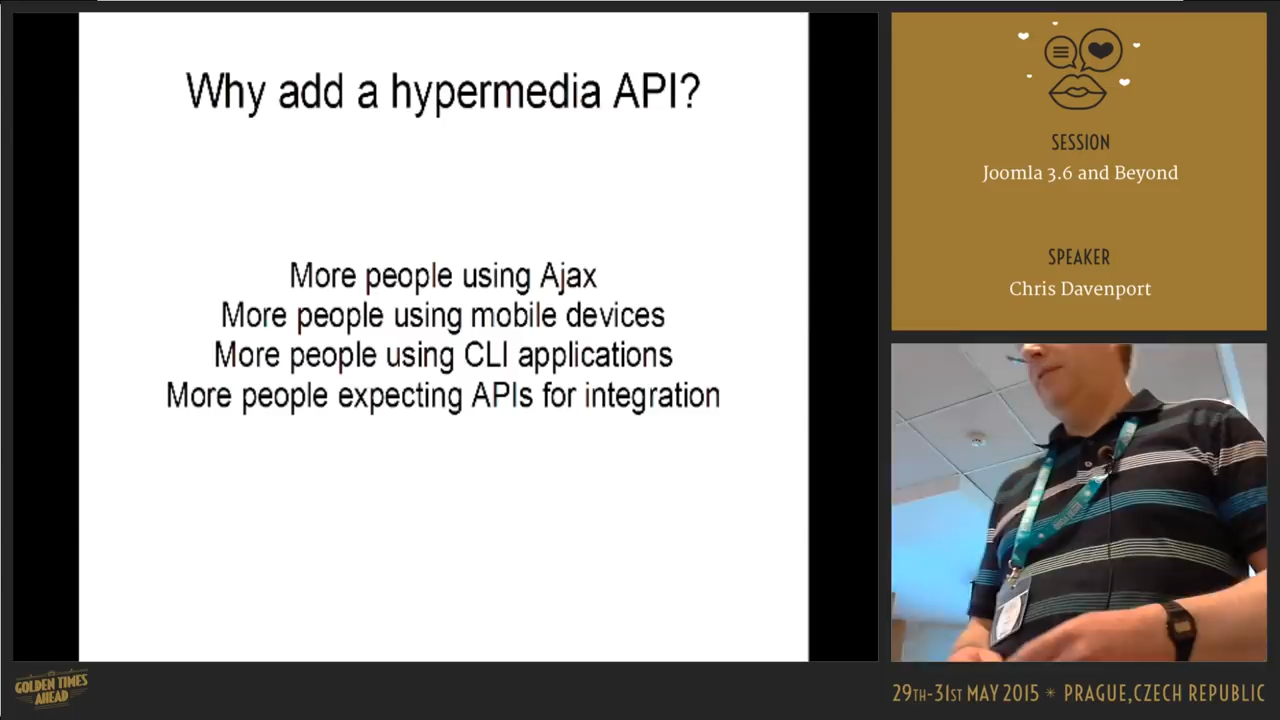 Why add a hypermedia API?
More people using Ajax
More people using mobile devices
More people using CLI applications
More people expecting APIs for integration
SESSION
Joomla 3.6 and Beyond
SPEAKER
Chris Davenport
GOLDEN TIMES
AHEAD
29TH-31ST MAY 2015 * PRAGUE, CZECH REPUBLIC